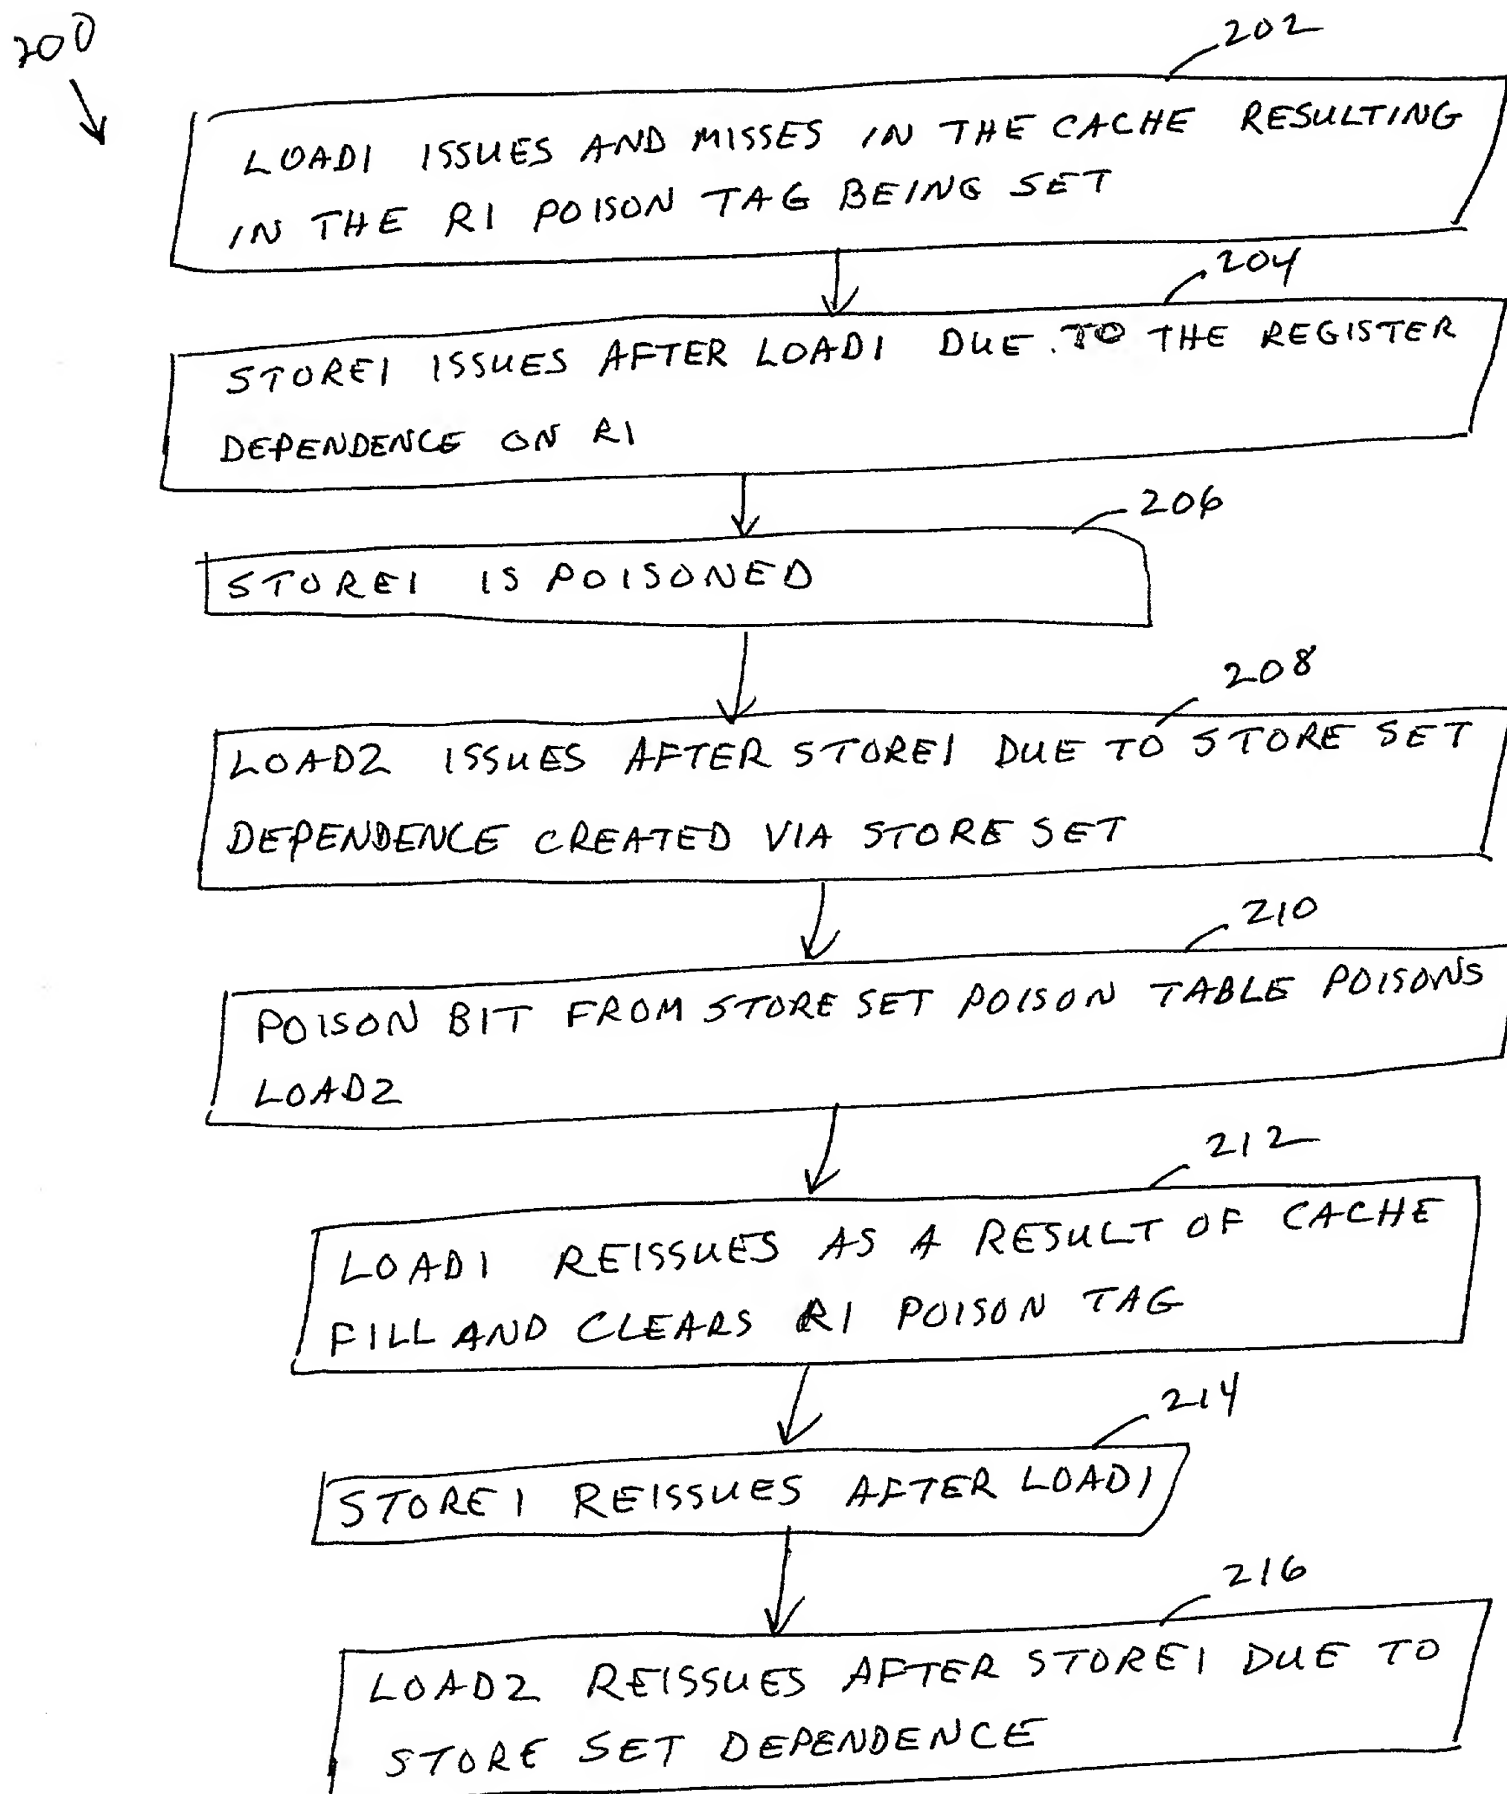 200
202
LOAD1 ISSUES AND MISSES IN THE CACHE RESULTING
IN THE R1 POISON TAG BEING SET
204
STORE1 ISSUES AFTER LOAD1 DUE TO THE REGISTER
DEPENDENCE ON R1
206
STORE1 IS POISONED
208
LOAD2 ISSUES AFTER STORE1 DUE TO STORE SET
DEPENDENCE CREATED VIA STORE SET
210
POISON BIT FROM STORE SET POISON TABLE POISONS
LOAD2
212
LOAD1 REISSUES AS A RESULT OF CACHE
FILL AND CLEARS R1 POISON TAG
214
STORE1 REISSUES AFTER LOAD1
216
LOAD2 REISSUES AFTER STORE1 DUE TO
STORE SET DEPENDENCE